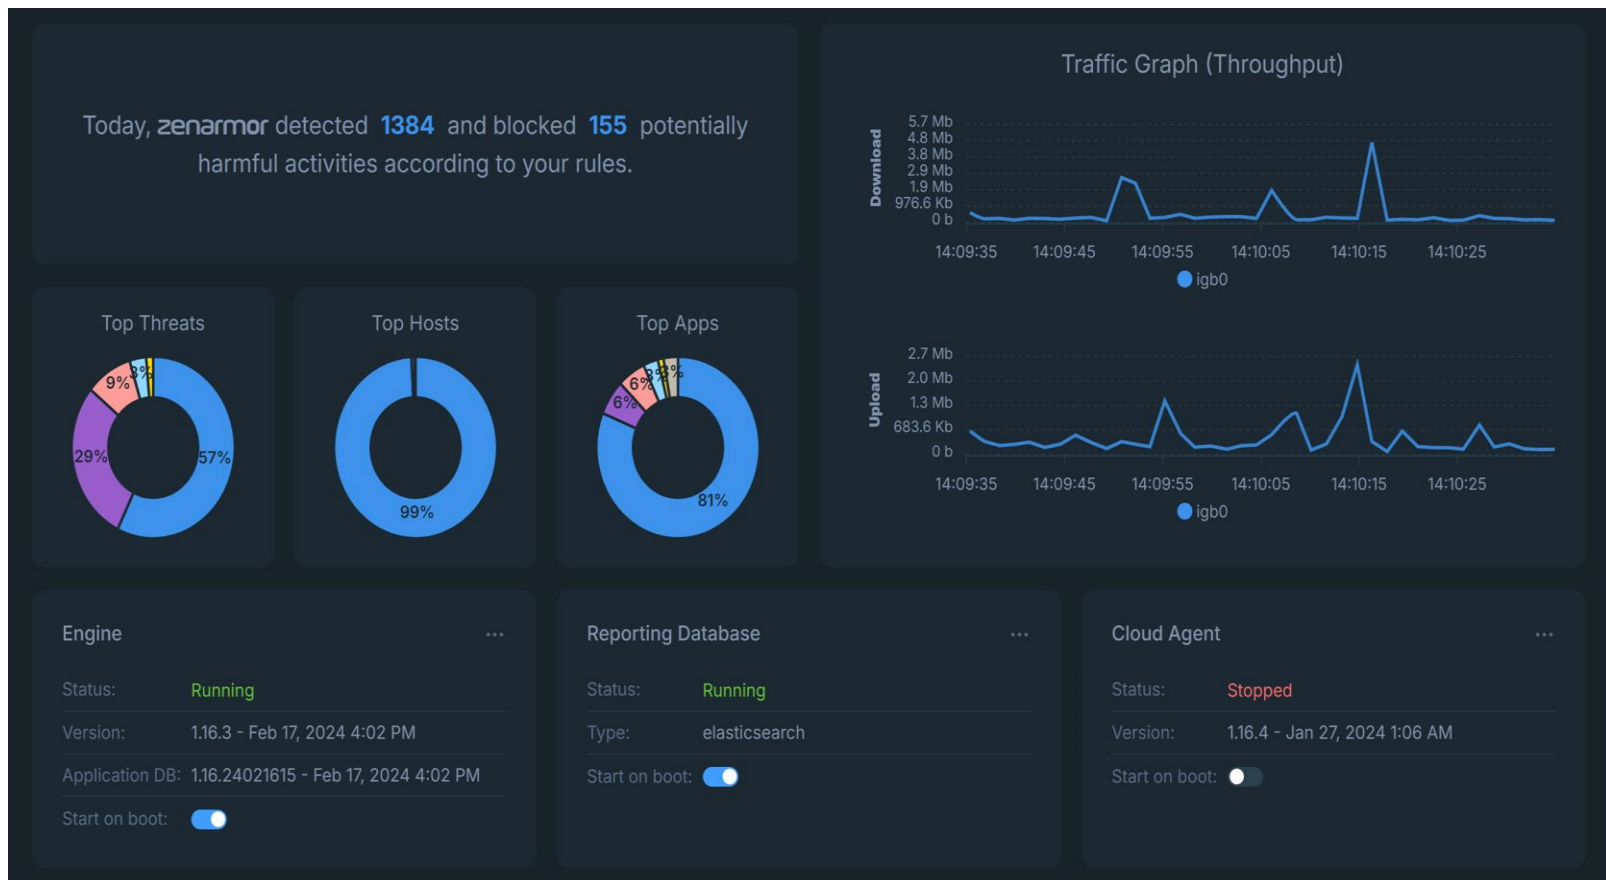 Today, zenarmor detected 1384 and blocked 155 potentially
harmful activities according to your rules.
Traffic Graph (Throughput)
Download
5.7 Mb
4.8 Mb
3.8 Mb
2.9 Mb
1.9 Mb
976.6 Kb
0 b
14:09:35 14:09:45 14:09:55 14:10:05 14:10:15 14:10:25
igb0
Upload
2.7 Mb
2.0 Mb
1.3 Mb
683.6 Kb
0 b
14:09:35 14:09:45 14:09:55 14:10:05 14:10:15 14:10:25
igb0
Top Threats
9%
3%
29%
57%
Top Hosts
99%
Top Apps
6%
6%
81%
Engine
Status: Running
Version: 1.16.3 - Feb 17, 2024 4:02 PM
Application DB: 1.16.24021615 - Feb 17, 2024 4:02 PM
Start on boot:
Reporting Database
Status: Running
Type: elasticsearch
Start on boot:
Cloud Agent
Status: Stopped
Version: 1.16.4 - Jan 27, 2024 1:06 AM
Start on boot: